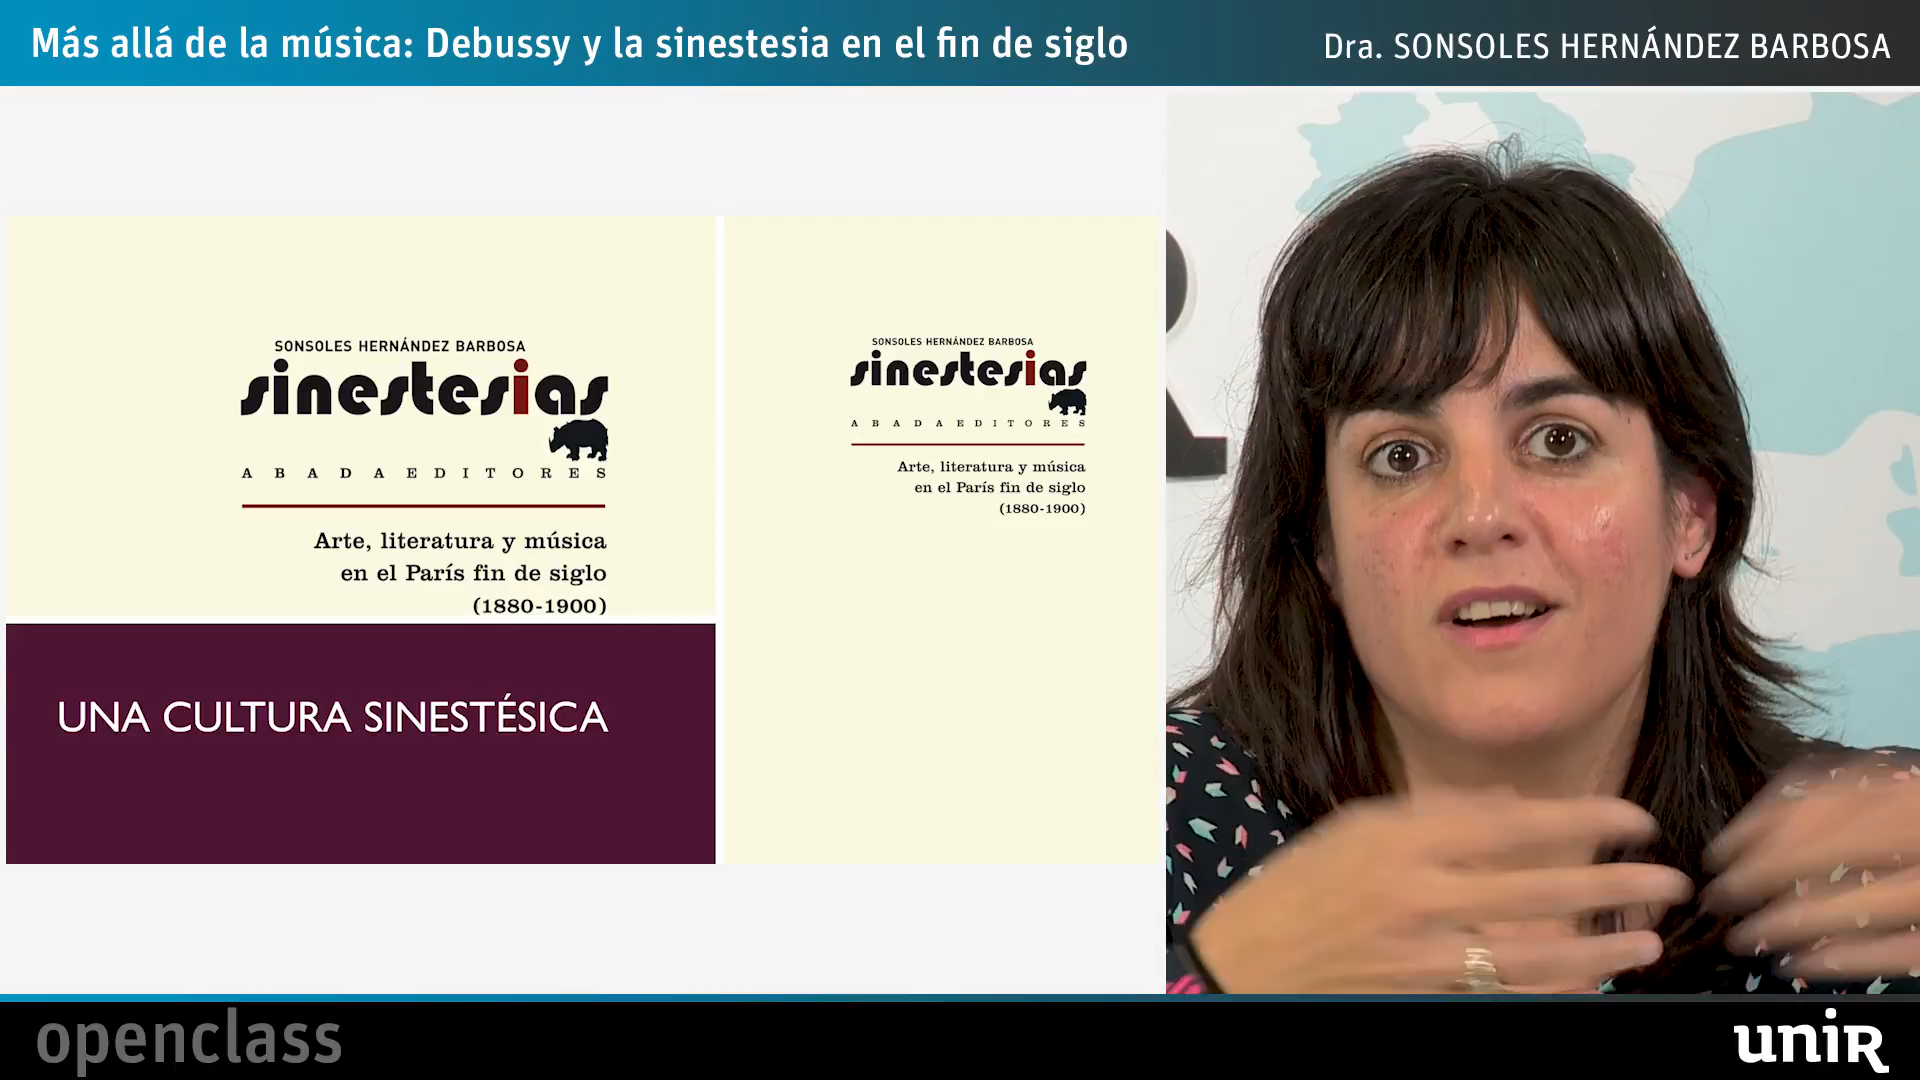 Más allá de la música: Debussy y la sinestesia en el fin de siglo
Dra. SONSOLES HERNÁNDEZ BARBOSA
SONSOLES HERNÁNDEZ BARBOSA
sinestesias
ABADAEDITORES
Arte, literatura y música
en el París fin de siglo
(1880-1900)
UNA CULTURA SINESTÉSICA
SONSOLES HERNÁNDEZ BARBOSA
sinestesias
ABADAEDITORES
Arte, literatura y música
en el París fin de siglo
(1880-1900)
R
openclass
uniR